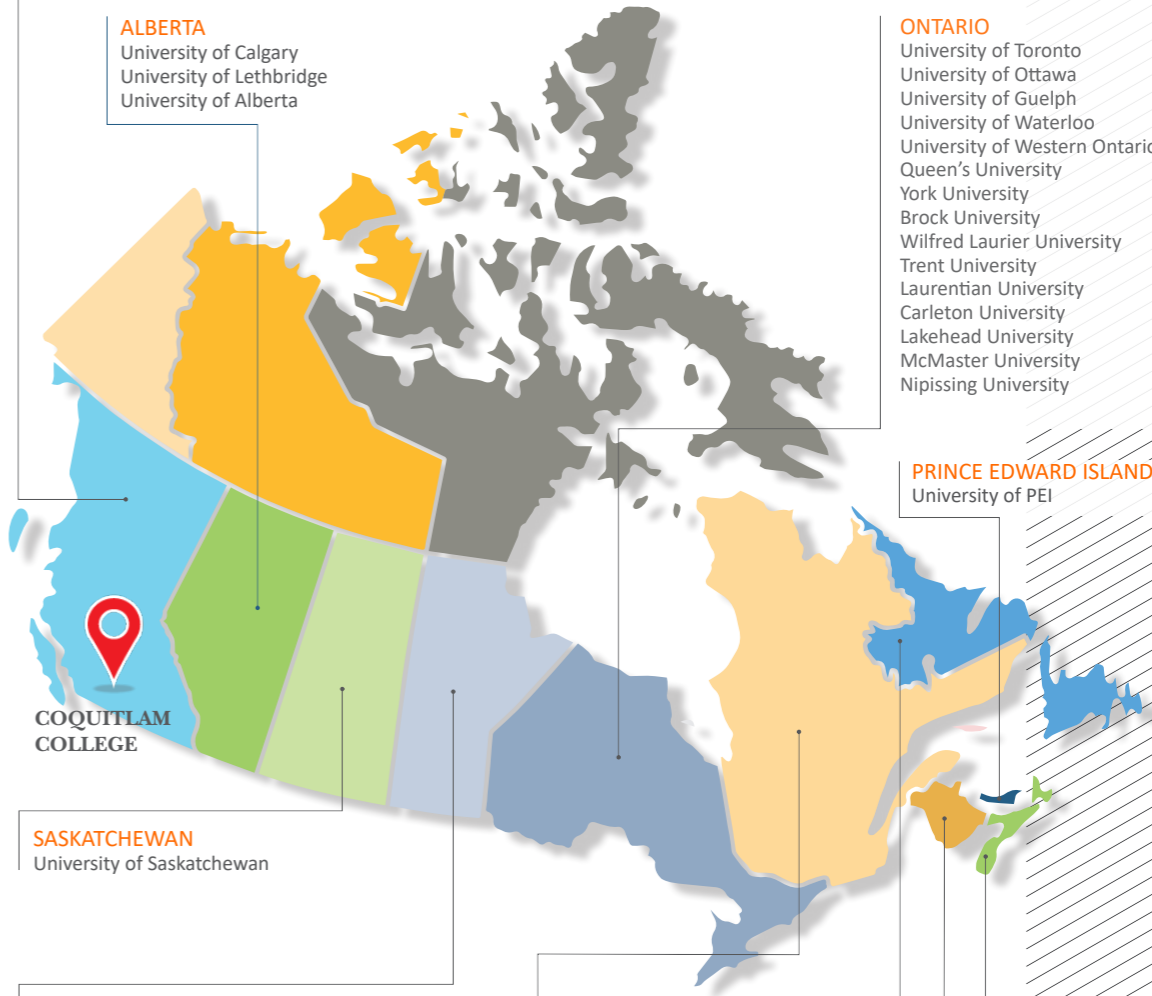 ALBERTA
University of Calgary
University of Lethbridge
University of Alberta
ONTARIO
University of Toronto
University of Ottawa
University of Guelph
University of Waterloo
University of Western Ontario
Queen's University
York University
Brock University
Wilfred Laurier University
Trent University
Laurentian University
Carleton University
Lakehead University
McMaster University
Nipissing University
PRINCE EDWARD ISLAND
University of PEI
COQUITLAM
COLLEGE
SASKATCHEWAN
University of Saskatchewan